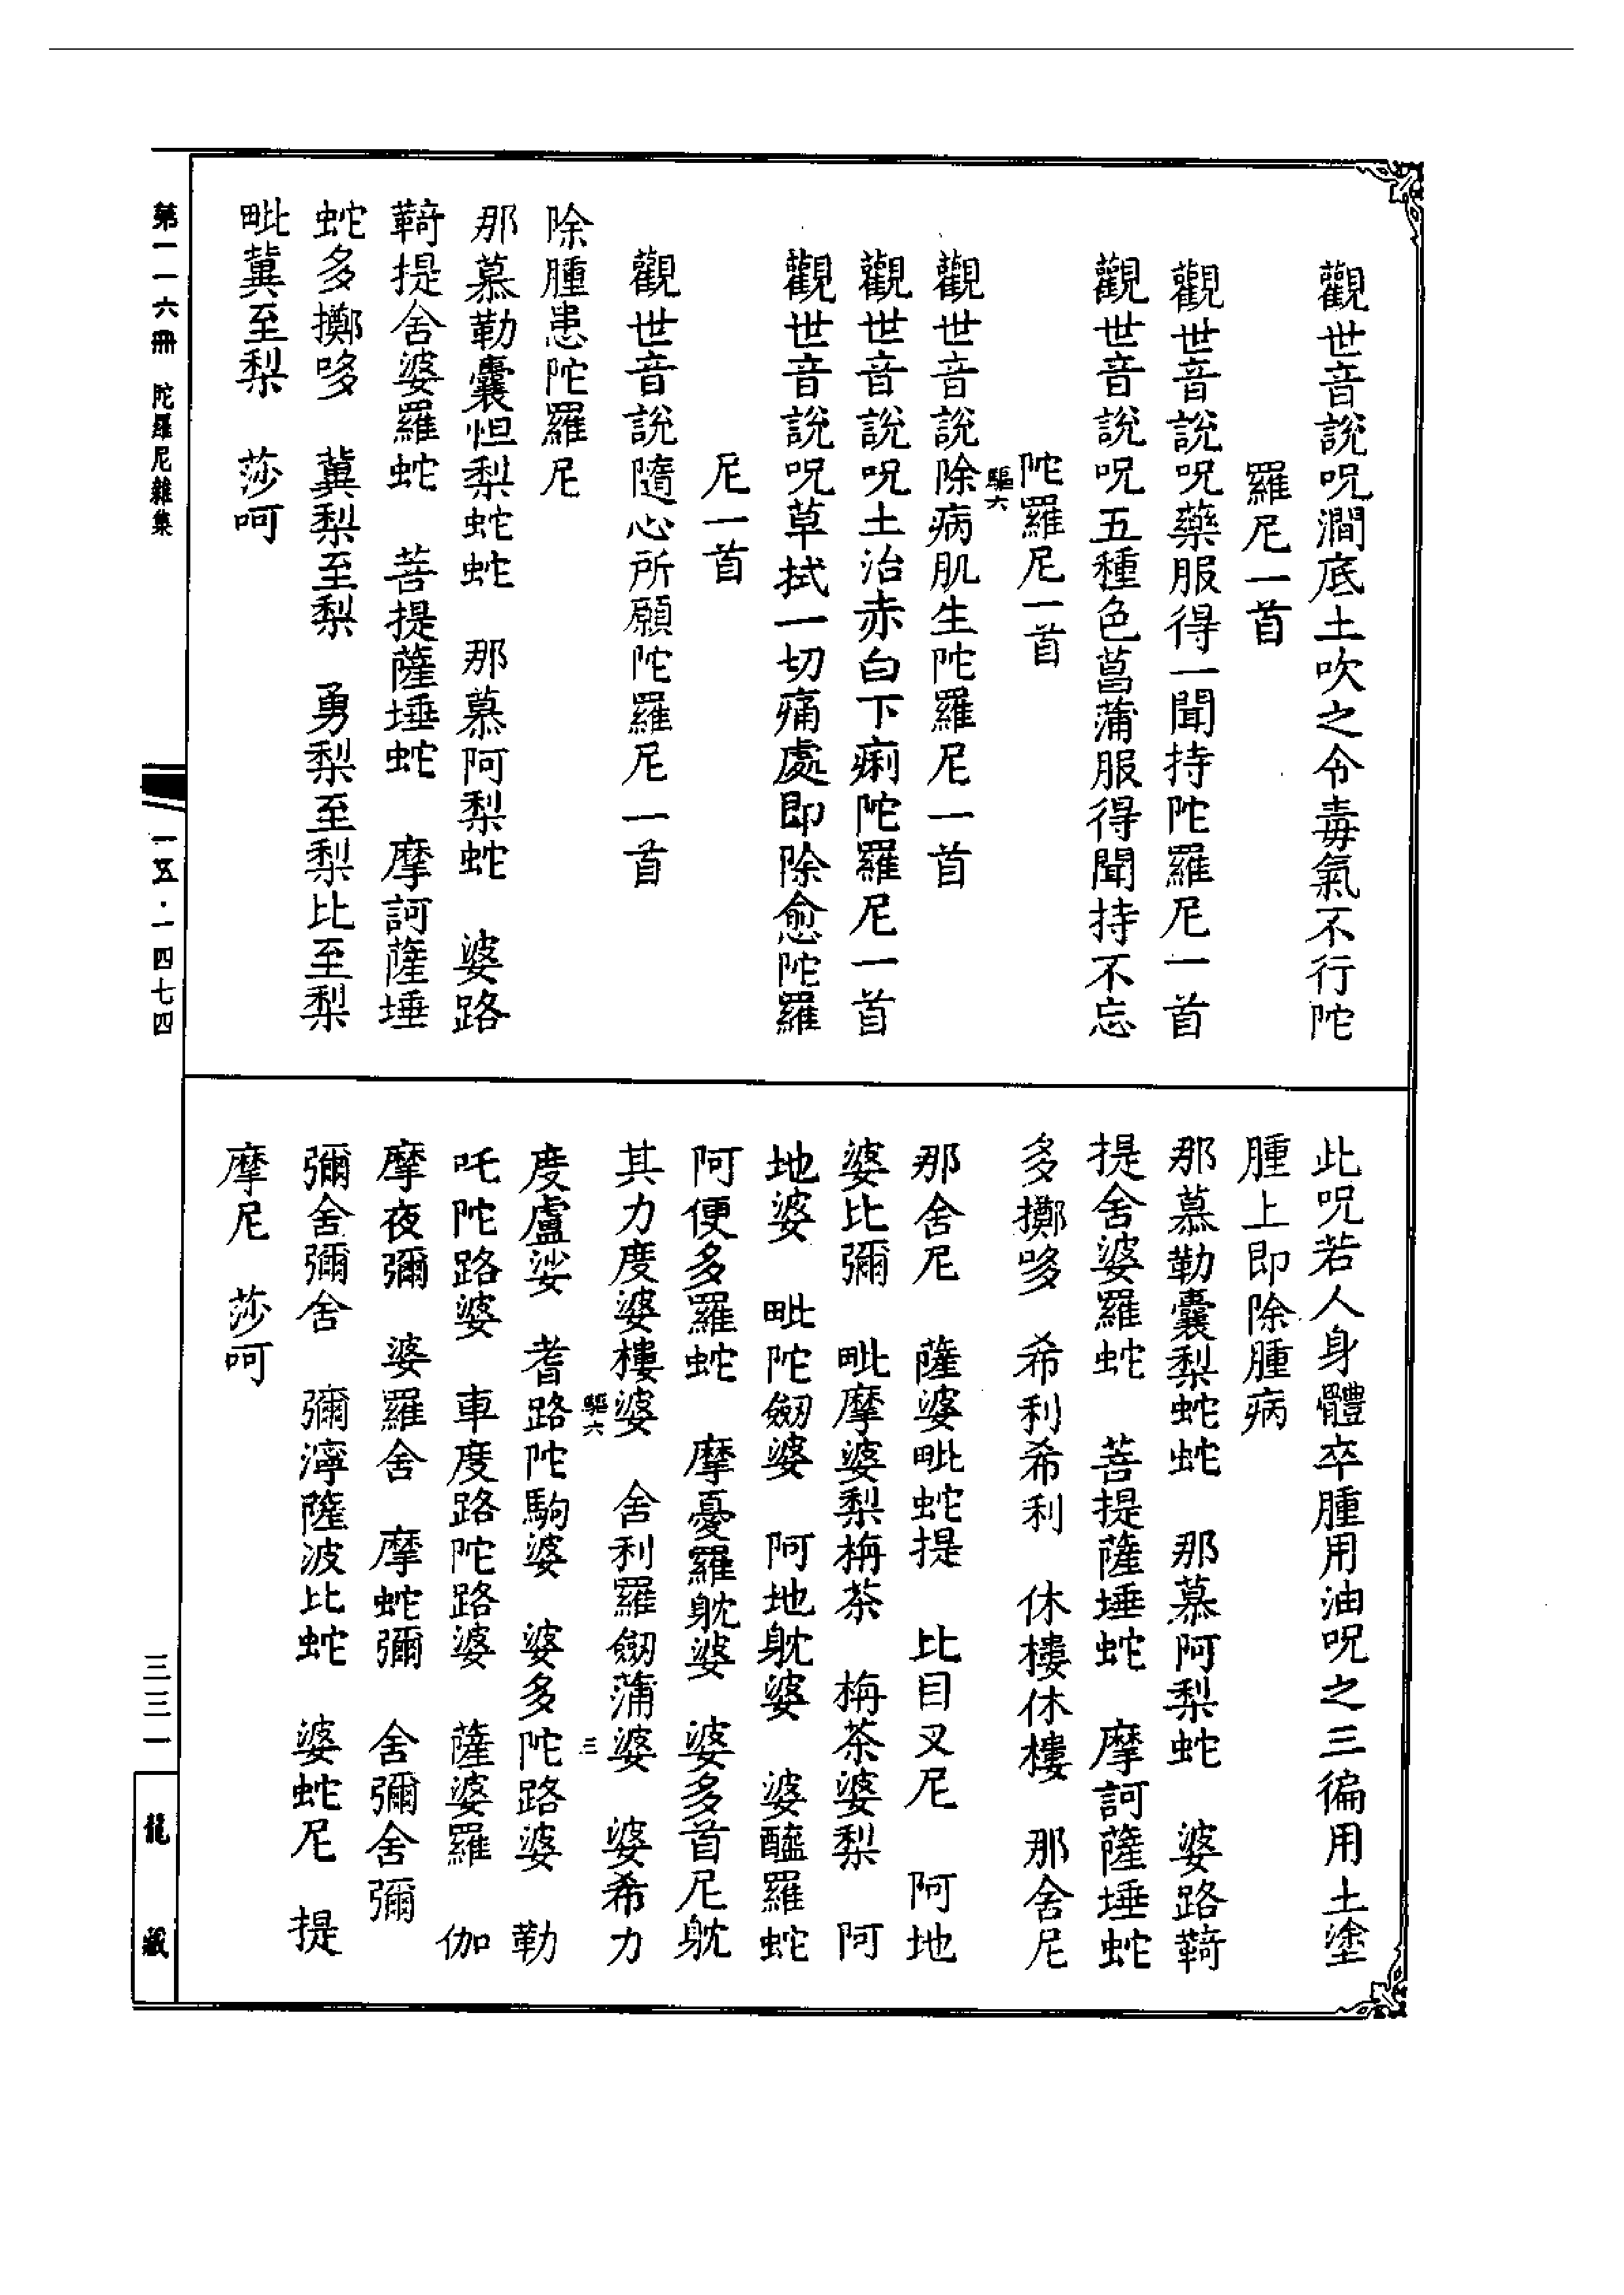 觀世音說呪澗底土吹之令毒氣不行陀
羅尼一首
觀世音說呪藥服得一聞持陀羅尼一首
觀世音說呪五種色菖蒲服得聞持不忘
陀羅尼一首
驅六
觀世音說除病肌生陀羅尼一首
觀世音說呪土治赤白下痢陀羅尼一首
觀世音說呪草拭一切痛處即除愈陀羅
尼一首
觀世音說隨心所願陀羅尼一首
除腫患陀羅尼
那慕勒囊怛梨蛇蛇 那慕阿梨蛇 婆路
鞫提舍婆羅蛇 菩提薩埵蛇 摩訶薩埵
蛇多擲哆 冀梨至梨 勇梨至梨比至梨
毗冀至梨 莎呵
此呪若人身體卒腫用油呪之三徧用土塗
腫上即除腫病
那慕勒囊梨蛇蛇 那慕阿梨蛇 婆路鞫
提舍婆羅蛇 菩提薩埵蛇 摩訶薩埵蛇
多擲哆 希利希利 休樓休樓 那舍尼
那舍尼 薩婆毗蛇提 比目叉尼 阿地
婆比彌 毗摩婆梨梅茶 梅茶婆梨 阿
地婆 毗陀劒婆 阿地躭婆 婆醯羅蛇
阿便多羅蛇 摩憂羅躭婆 婆多首尼躭
其力度婆樓婆 舍利羅劒蒲婆 婆希力
驅六 三
度盧娑 耆路陀駒婆 婆多陀路婆 勒
吒陀路婆 車度路陀路婆 薩婆羅 伽
摩夜彌 婆羅舍 摩蛇彌 舍彌舍彌
彌舍彌舍 彌濘薩波比蛇 婆蛇尼 提
摩尼 莎呵
第一一六冊 陀羅尼雜集
一五・一四七四
三三一
龍藏